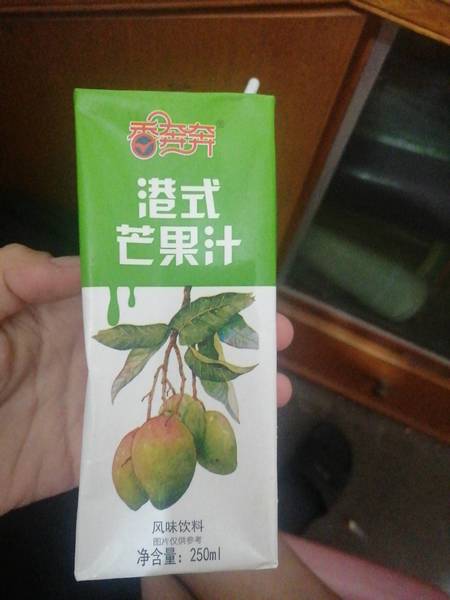 香奔奔
港式
芒果汁
风味饮料
图片仅供参考
净含量：250ml